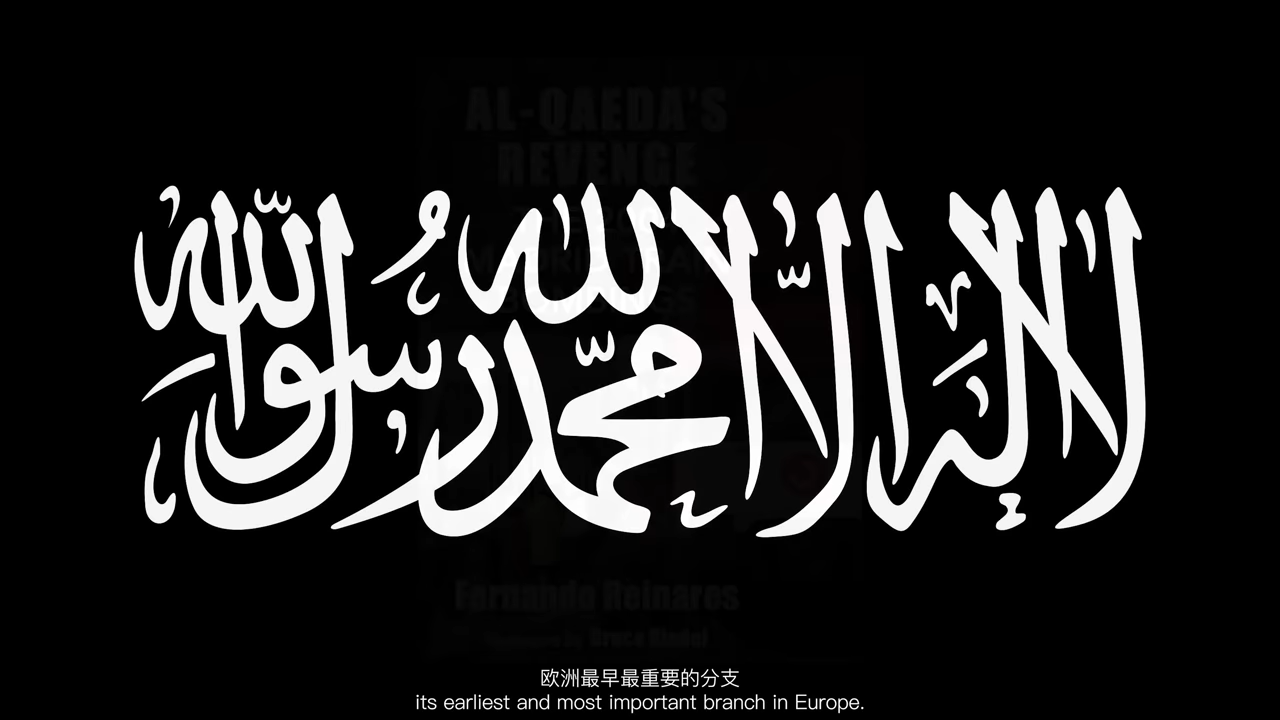 لا إله إلا الله محمد رسول الله
AL-QAEDA'S
REVENGE
Fernando Reinares
Bruce Riedel
欧洲最早最重要的分支
its earliest and most important branch in Europe.